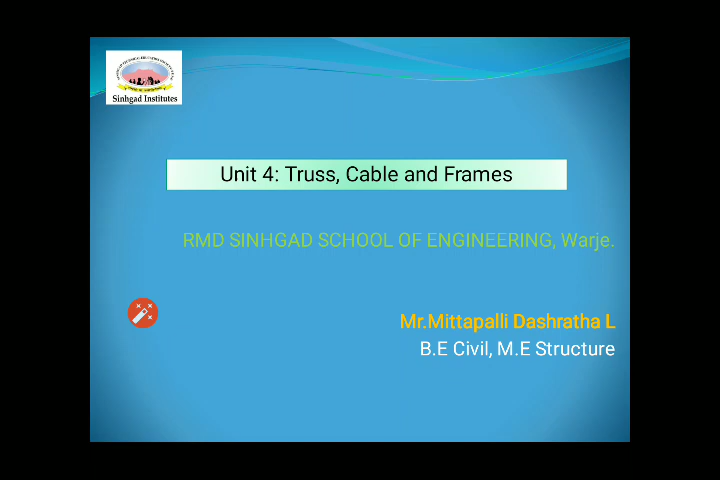 Sinhgad Institutes
Unit 4: Truss, Cable and Frames
RMD SINHGAD SCHOOL OF ENGINEERING, Warje.
Mr.Mittapalli Dashratha L
B.E Civil, M.E Structure